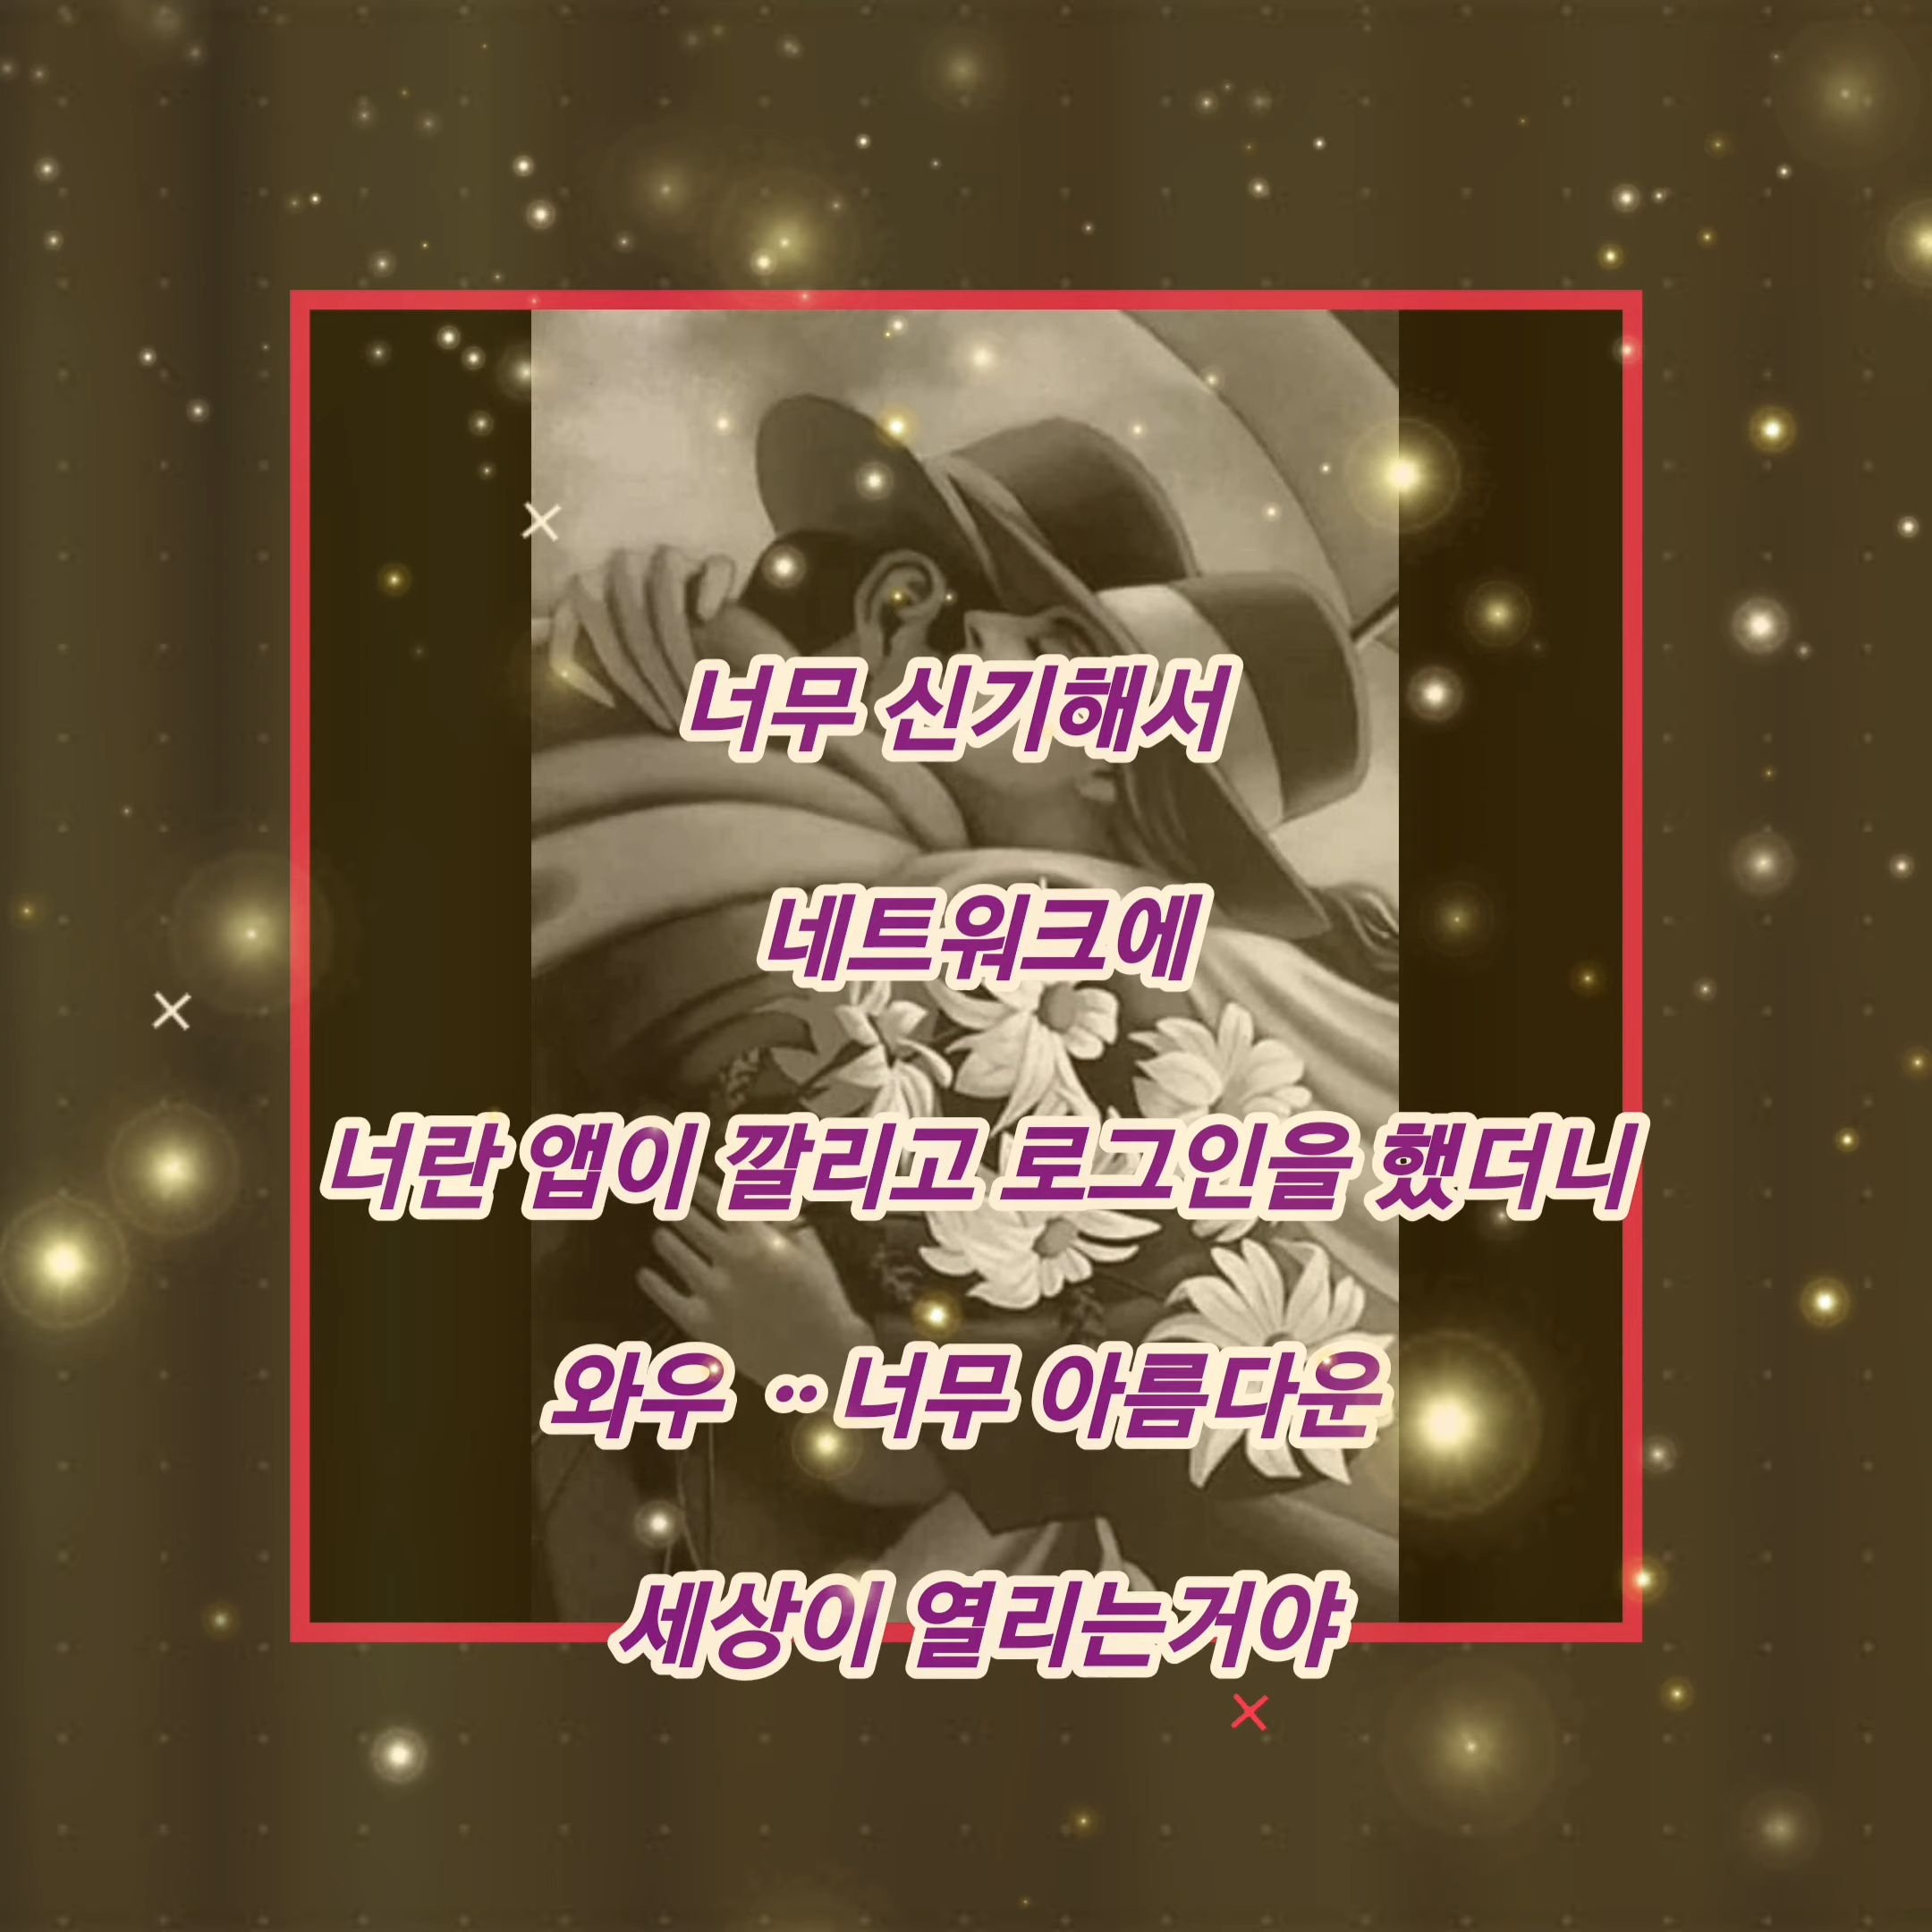 너무 신기해서
네트워크에
너란 앱이 깔리고 로그인을 했더니
와우 ··너무 아름다운
세상이 열리는거야